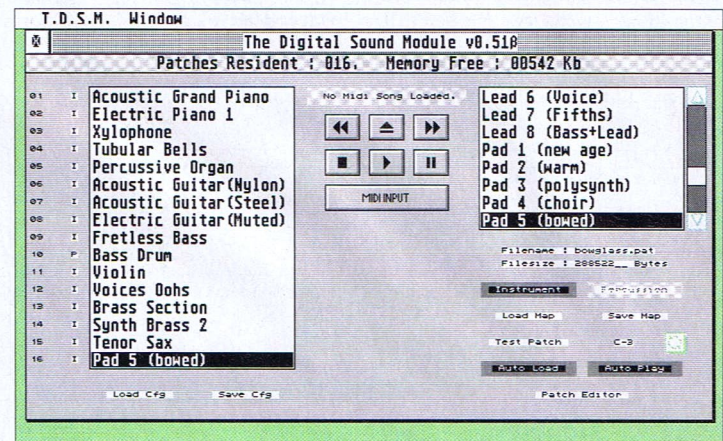 T.D.S.M. Window
The Digital Sound Module v0.51β
Patches Resident : 016. Memory Free : 00542 Kb
01 I Acoustic Grand Piano
02 I Electric Piano 1
03 I Xylophone
04 I Tubular Bells
05 I Percussive Organ
06 I Acoustic Guitar(Nylon)
07 I Acoustic Guitar(Steel)
08 I Electric Guitar(Muted)
09 I Fretless Bass
10 P Bass Drum
11 I Violin
12 I Voices Oohs
13 I Brass Section
14 I Synth Brass 2
15 I Tenor Sax
16 I Pad 5 (bowed)
Load Cfg Save Cfg
No Midi Song Loaded.
MIDI INPUT
Lead 6 (Voice)
Lead 7 (Fifths)
Lead 8 (Bass+Lead)
Pad 1 (new age)
Pad 2 (warm)
Pad 3 (polysynth)
Pad 4 (choir)
Pad 5 (bowed)
Filename : bowglass.pat
Filesize : 288522__ Bytes
Instrument Percussion
Load Map Save Map
Test Patch C-3
Auto Load Auto Play
Patch Editor